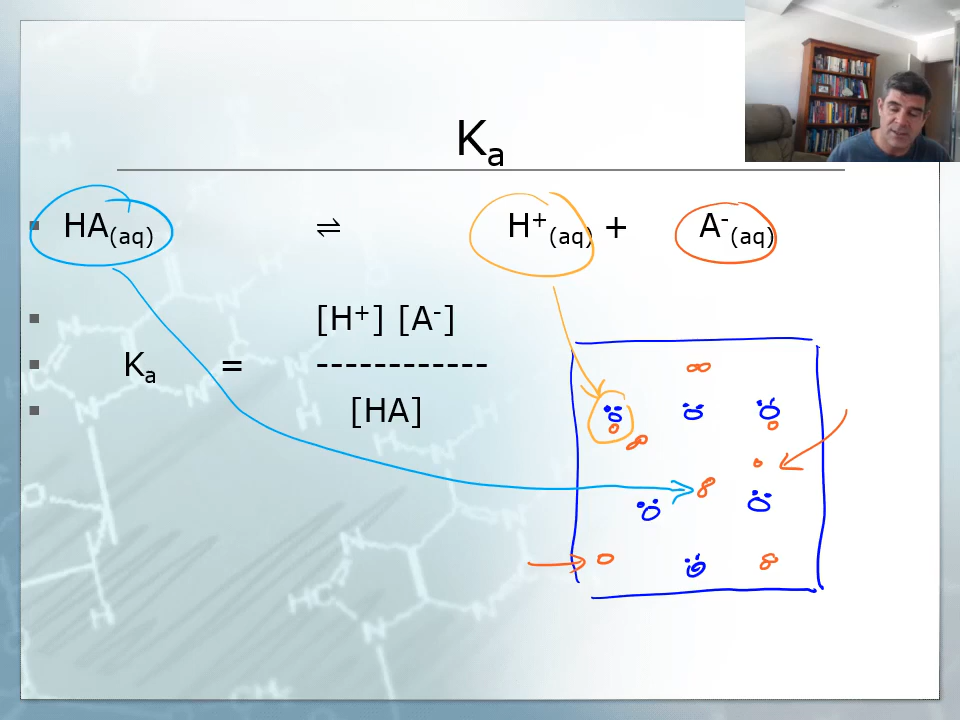 Ka
HA(aq) ⇌ H+(aq) + A-(aq)
[H+] [A-]
Ka = ------------
[HA]